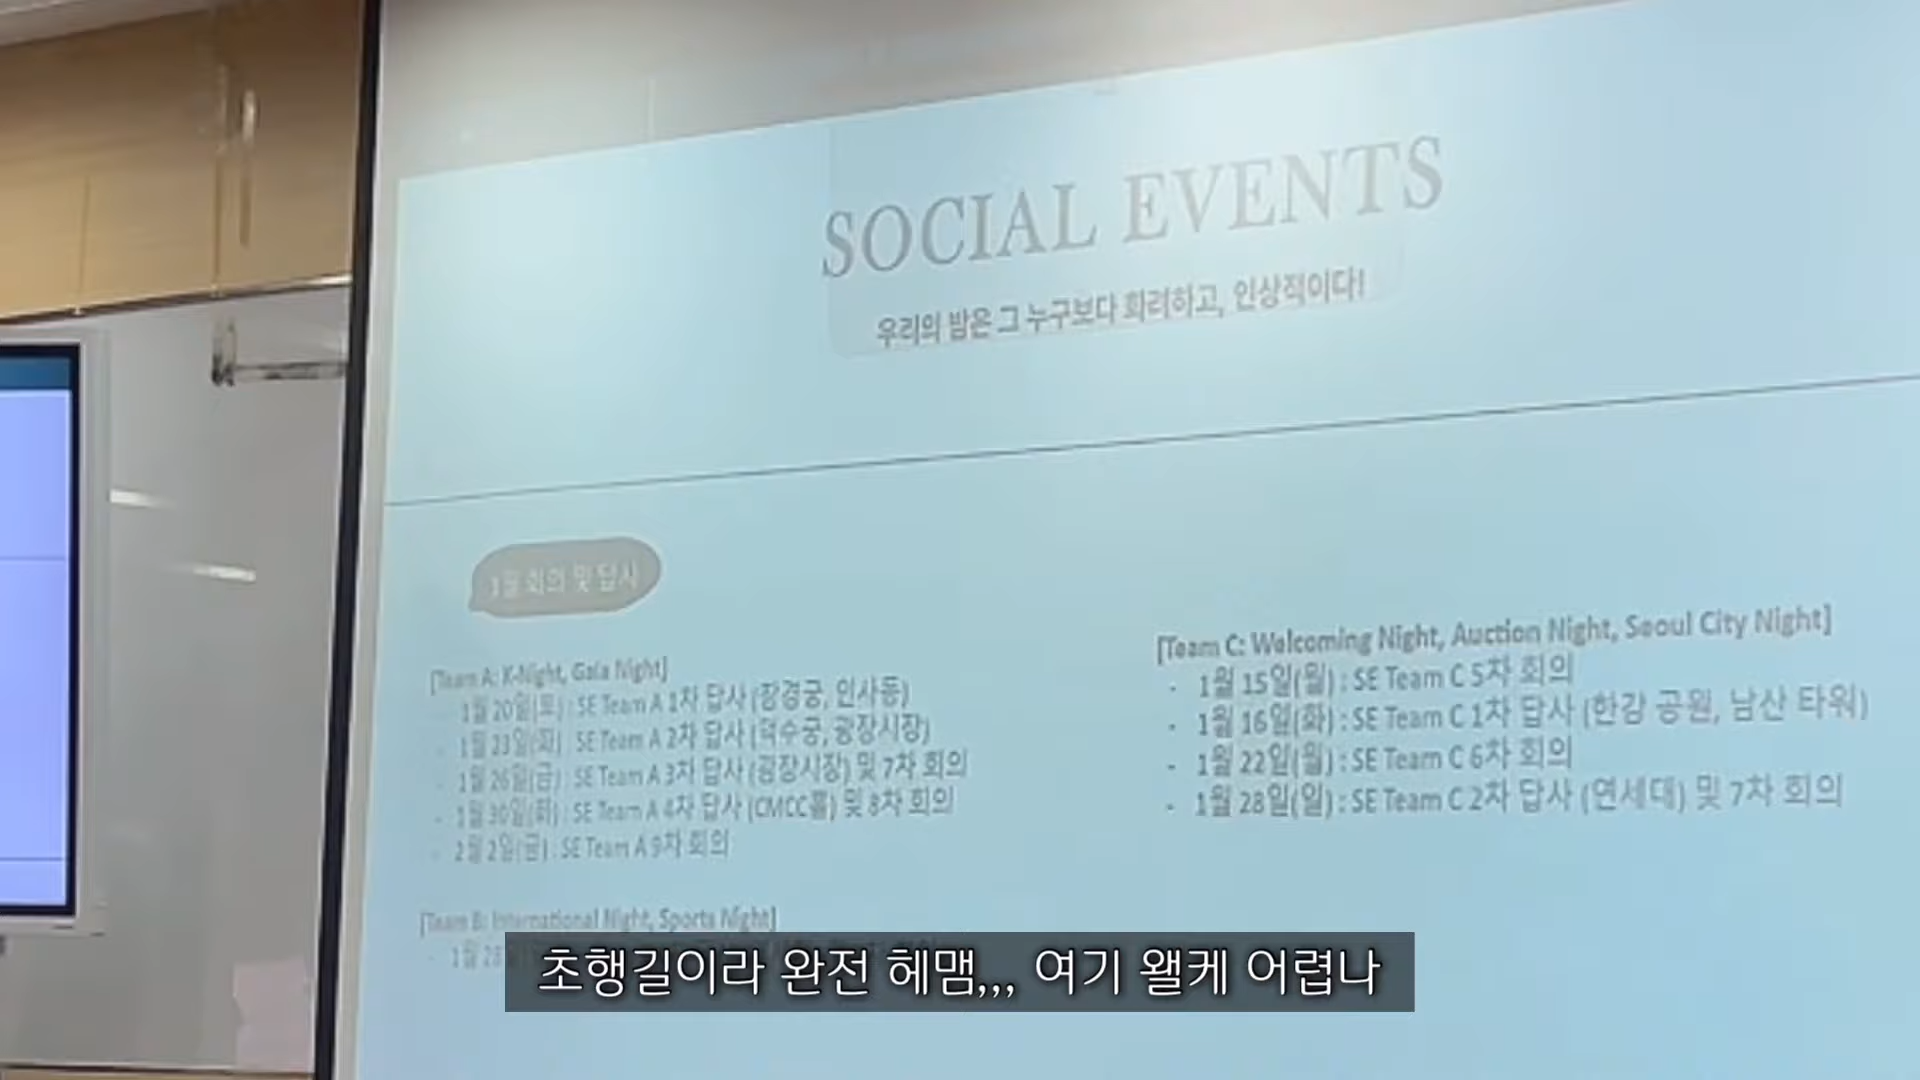 SOCIAL EVENTS
우리의 밤은 그 누구보다 화려하고, 인상적이다!
1월 회의 및 답사
[Team A: K-Night, Gala Night]
- 1월 20일(토) : SE Team A 1차 답사 (창경궁, 인사동)
- 1월 23일(화) : SE Team A 2차 답사 (덕수궁, 광장시장)
- 1월 26일(금) : SE Team A 3차 답사 (광장시장) 및 7차 회의
- 1월 30일(화) : SE Team A 4차 답사 (CMCC홀) 및 8차 회의
- 2월 2일(금) : SE Team A 9차 회의
[Team B: International Night, Sports Night]
- 1월 28
[Team C: Welcoming Night, Auction Night, Seoul City Night]
- 1월 15일(월) : SE Team C 5차 회의
- 1월 16일(화) : SE Team C 1차 답사 (한강 공원, 남산 타워)
- 1월 22일(월) : SE Team C 6차 회의
- 1월 28일(일) : SE Team C 2차 답사 (연세대) 및 7차 회의
초행길이라 완전 헤맴,,, 여기 왤케 어렵나